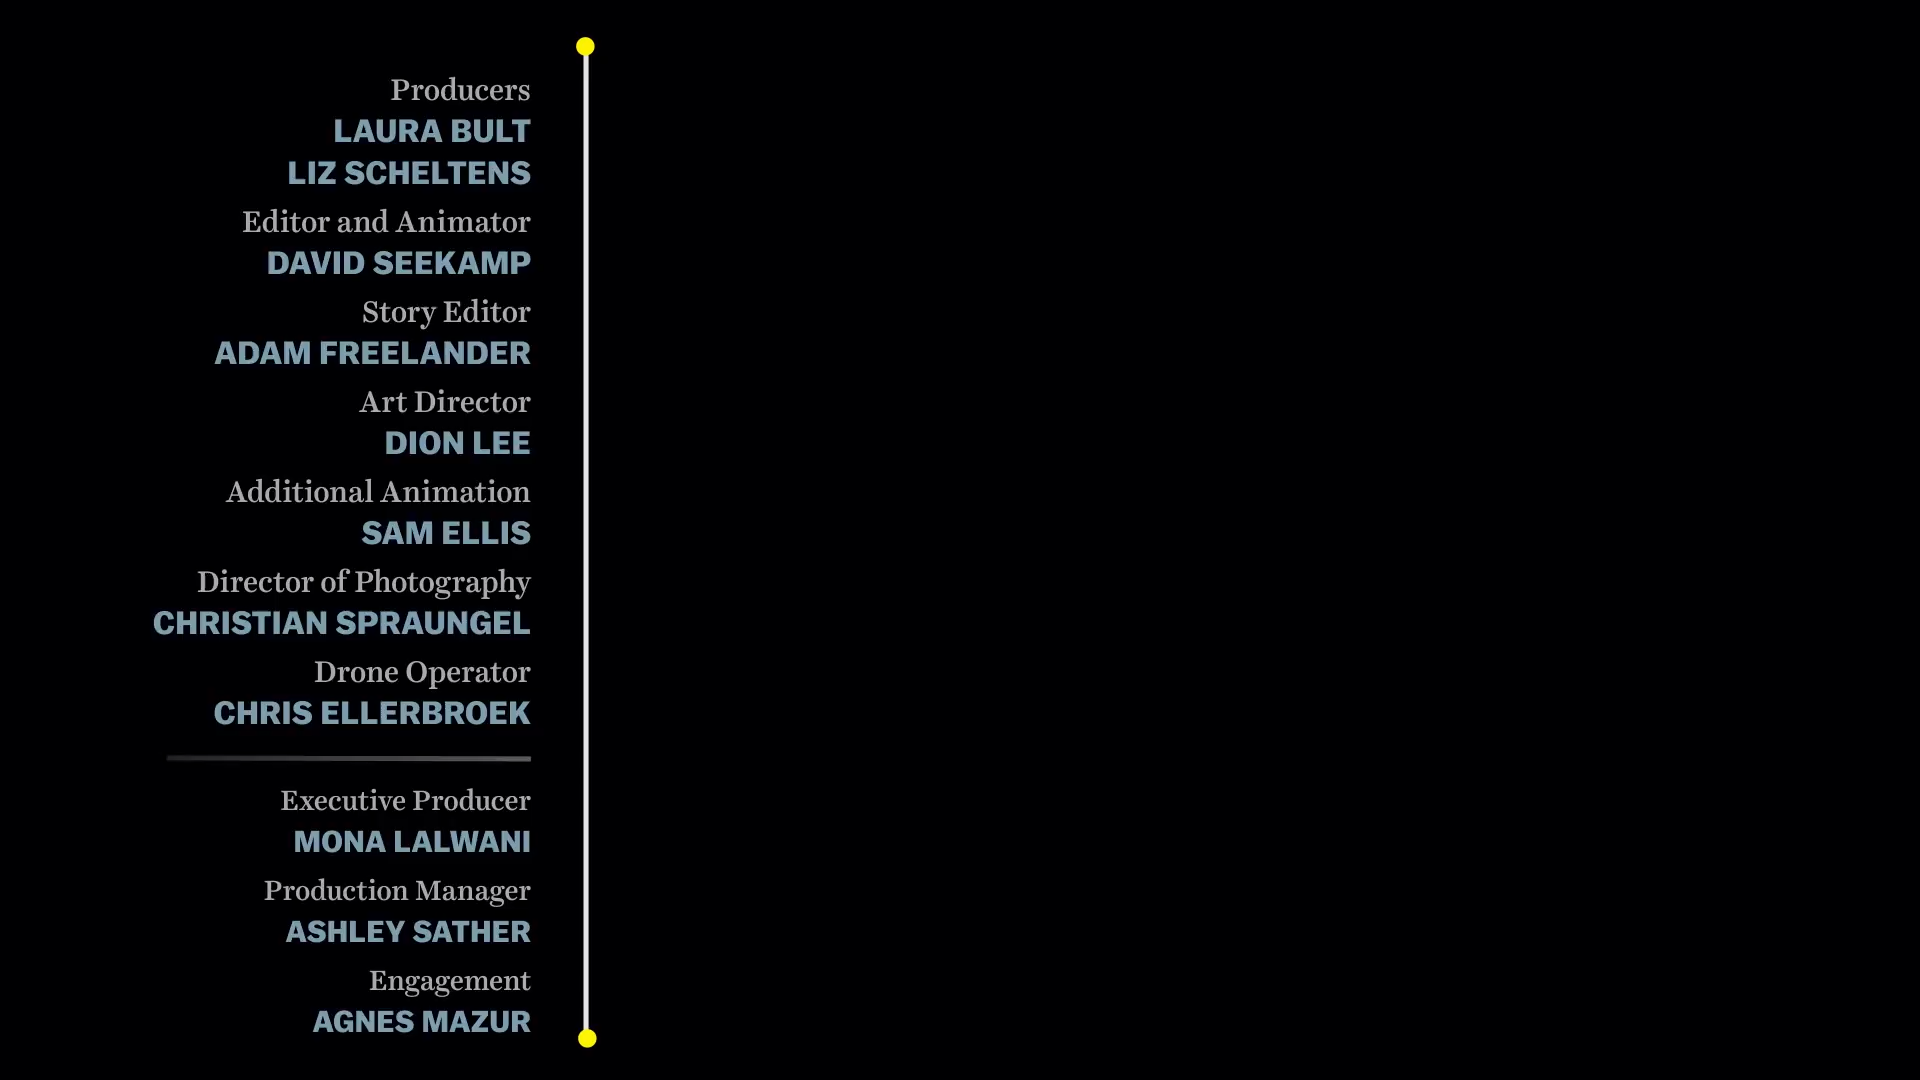 Producers
LAURA BULT
LIZ SCHELTENS
Editor and Animator
DAVID SEEKAMP
Story Editor
ADAM FREELANDER
Art Director
DION LEE
Additional Animation
SAM ELLIS
Director of Photography
CHRISTIAN SPRAUNGEL
Drone Operator
CHRIS ELLERBROEK
Executive Producer
MONA LALWANI
Production Manager
ASHLEY SATHER
Engagement
AGNES MAZUR